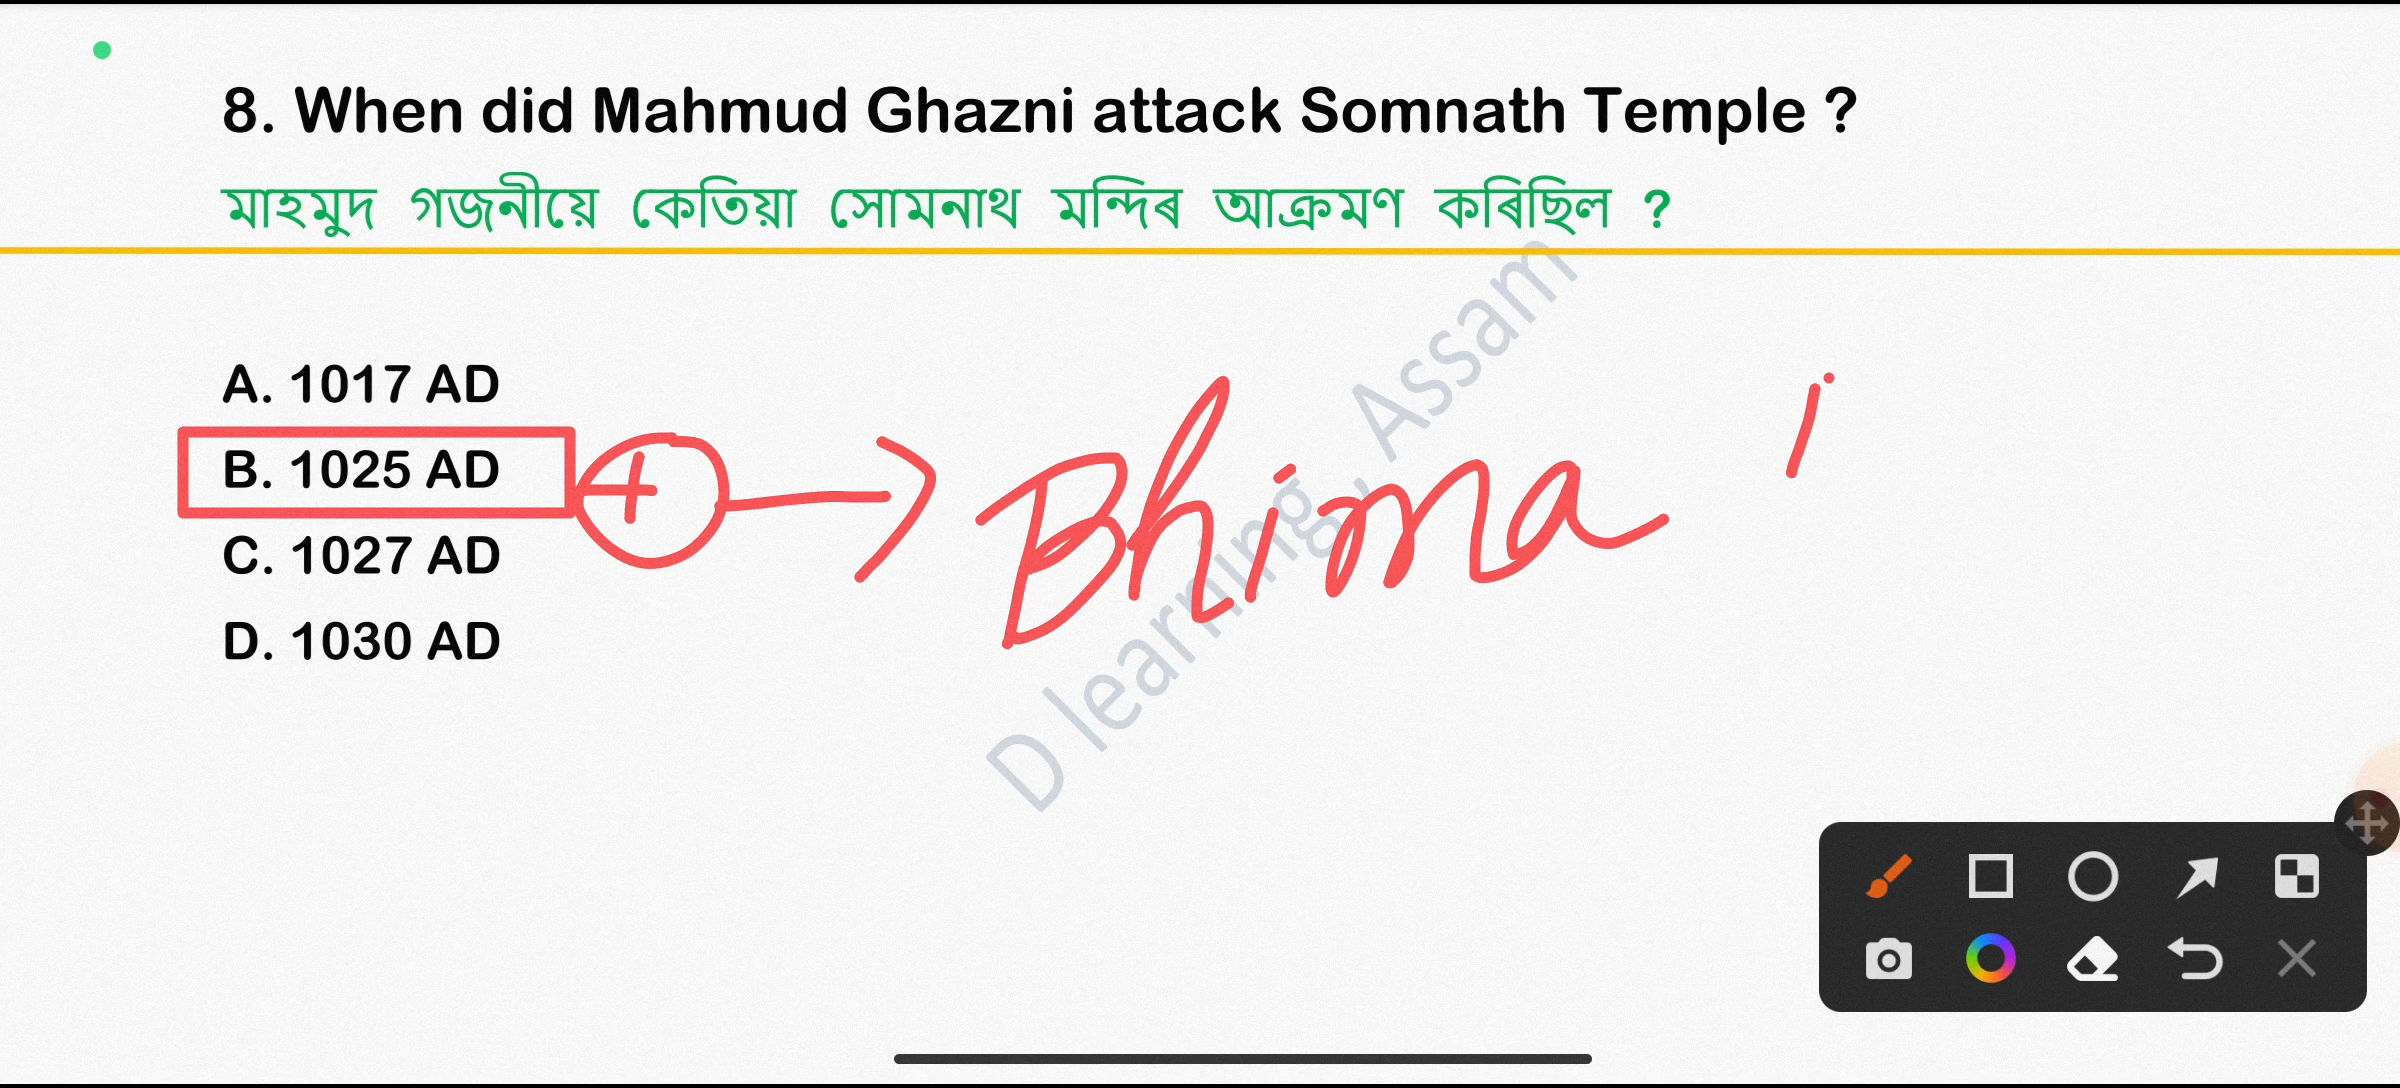 8. When did Mahmud Ghazni attack Somnath Temple ?
মাহমুদ গজনীয়ে কেতিয়া সোমনাথ মন্দিৰ আক্ৰমণ কৰিছিল ?
A. 1017 AD
B. 1025 AD
+ → Bhima i
C. 1027 AD
D. 1030 AD
D learning, Assam